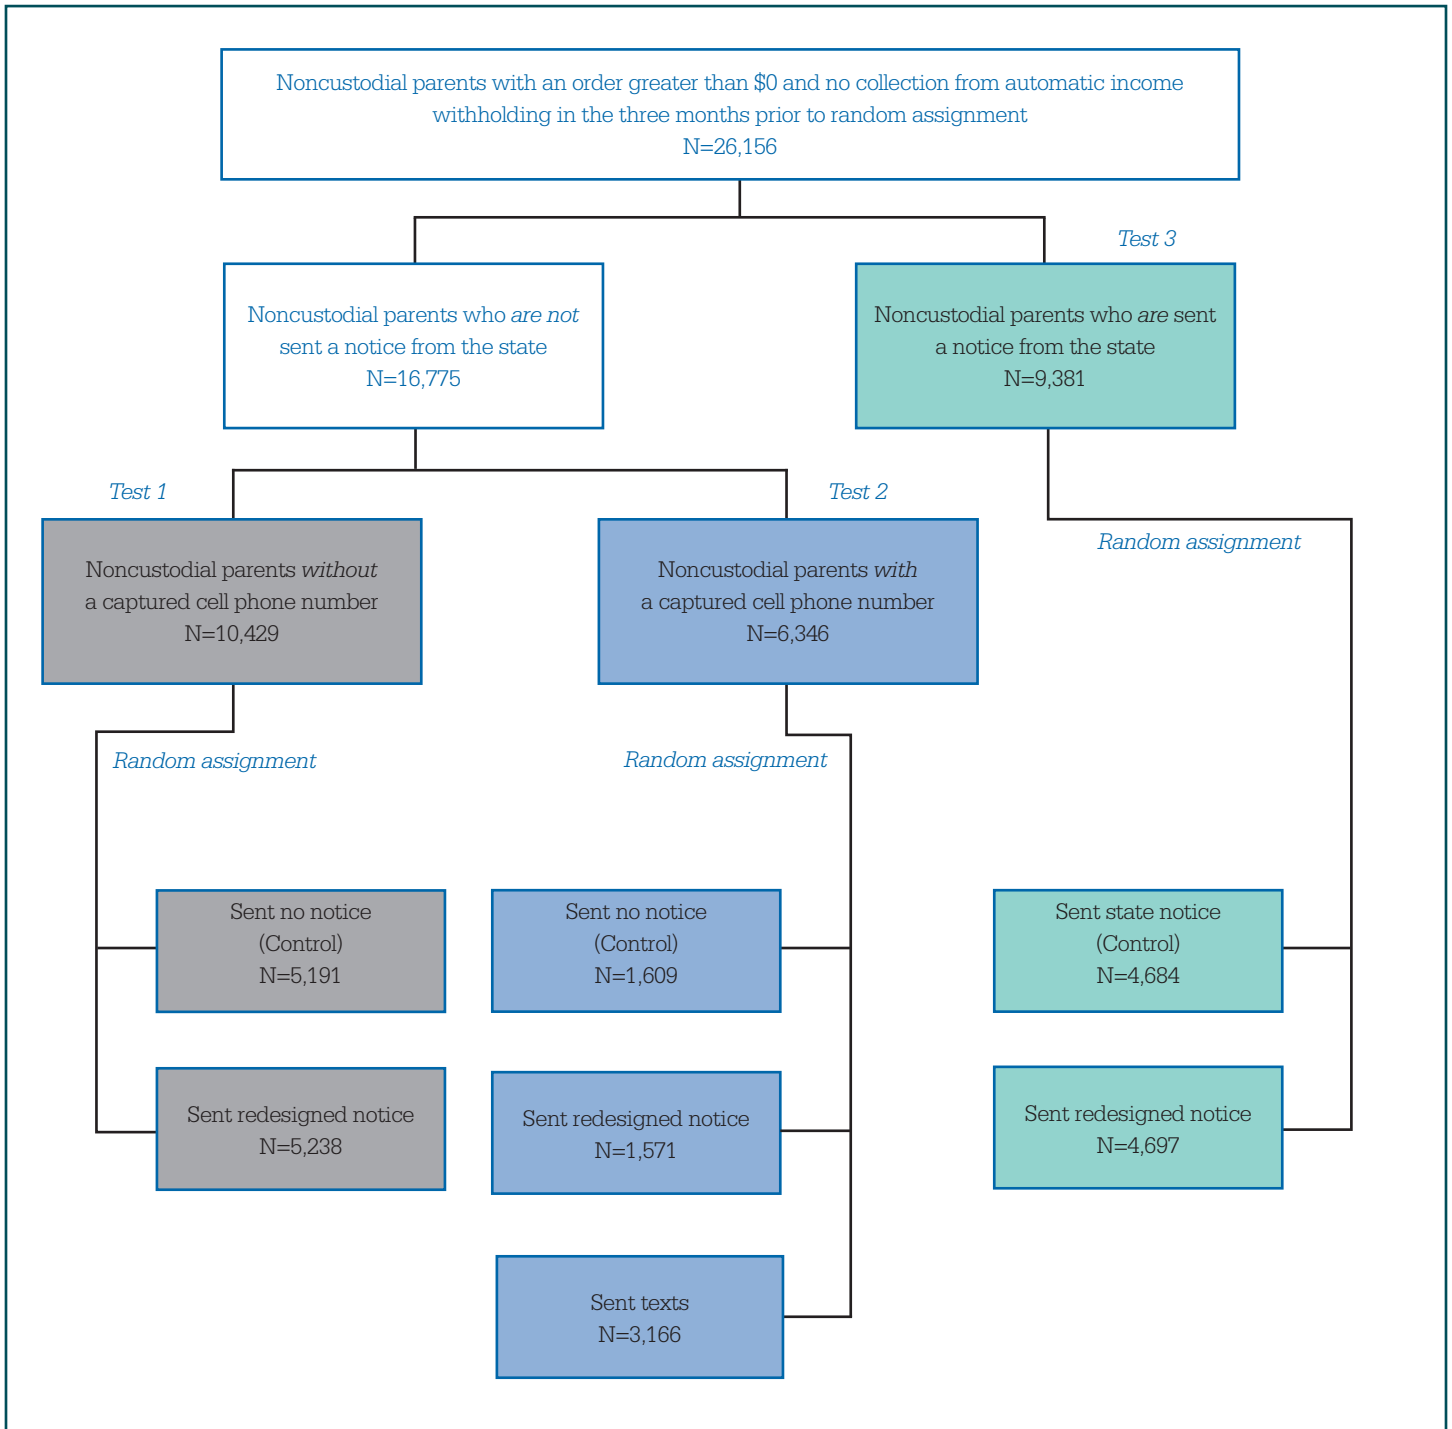 Noncustodial parents with an order greater than $0 and no collection from automatic income
withholding in the three months prior to random assignment
N=26,156
Test 3
Noncustodial parents who are not
sent a notice from the state
N=16,775
Noncustodial parents who are sent
a notice from the state
N=9,381
Test 1
Test 2
Noncustodial parents without
a captured cell phone number
N=10,429
Noncustodial parents with
a captured cell phone number
N=6,346
Random assignment
Random assignment
Random assignment
Sent no notice
(Control)
N=5,191
Sent no notice
(Control)
N=1,609
Sent state notice
(Control)
N=4,684
Sent redesigned notice
N=5,238
Sent redesigned notice
N=1,571
Sent redesigned notice
N=4,697
Sent texts
N=3,166